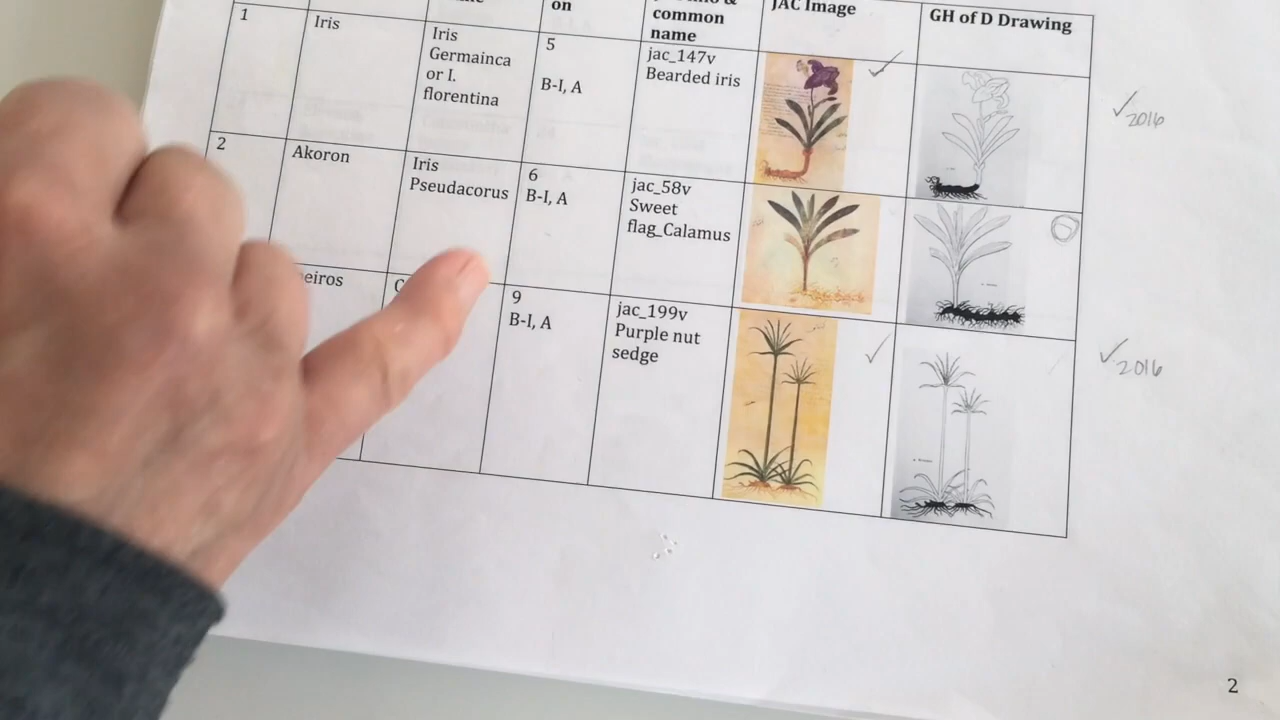 on
common
name
JAC Image
GH of D Drawing
1
Iris
Iris
Germainca
or I.
florentina
5
B-I, A
jac_147v
Bearded iris
✓2016
2
Akoron
Iris
Pseudacorus
6
B-I, A
jac_58v
Sweet
flag_Calamus
eiros
9
B-I, A
jac_199v
Purple nut
sedge
✓2016
2